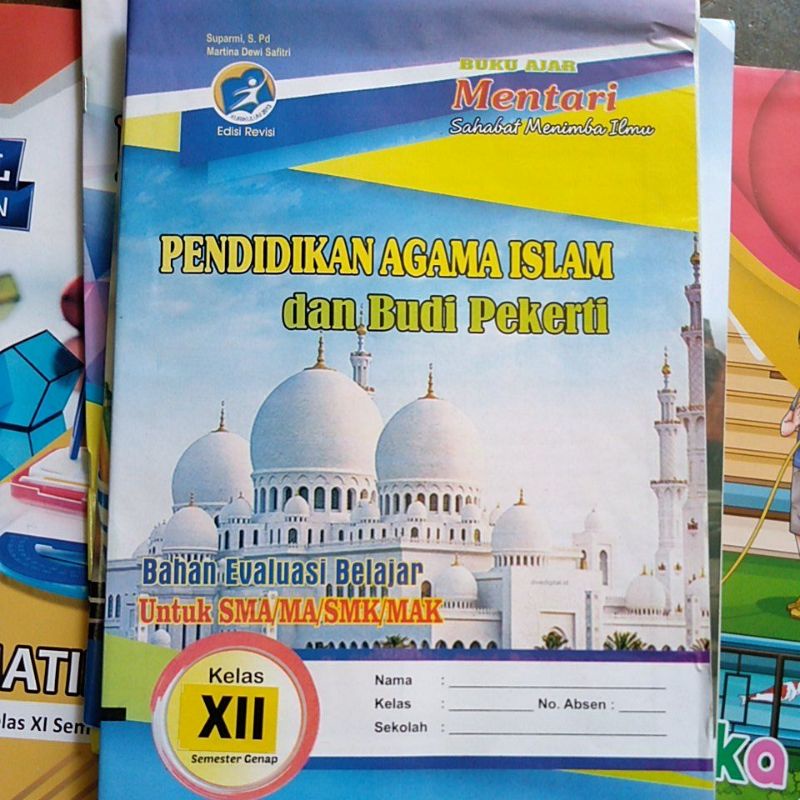 Suparmi, S. Pd
Martina Dewi Safitri
KURIKULUM 2013
Edisi Revisi
BUKU AJAR
Mentari
Sahabat Menimba Ilmu
PENDIDIKAN AGAMA ISLAM
dan Budi Pekerti
Bahan Evaluasi Belajar
Untuk SMA/MA/SMK/MAK
Kelas
XII
Semester Genap
Nama :
Kelas : No. Absen :
Sekolah :
L
N
ATI
las XI Sem
ka